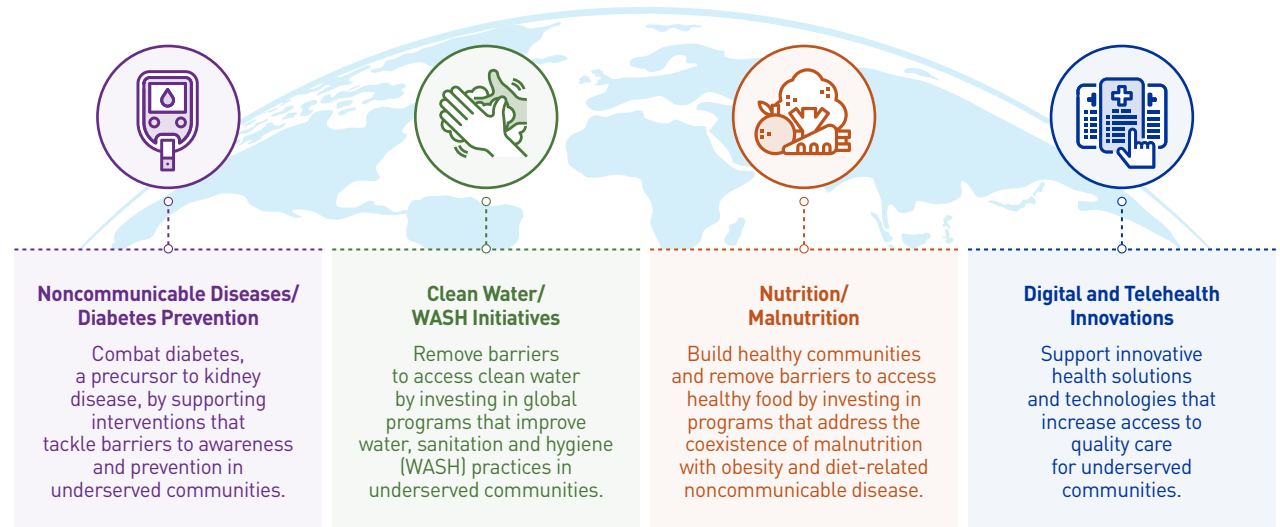 Noncommunicable Diseases/
Diabetes Prevention
Combat diabetes,
a precursor to kidney
disease, by supporting
interventions that
tackle barriers to awareness
and prevention in
underserved communities.
Clean Water/
WASH Initiatives
Remove barriers
to access clean water
by investing in global
programs that improve
water, sanitation and hygiene
(WASH) practices in
underserved communities.
Nutrition/
Malnutrition
Build healthy communities
and remove barriers to access
healthy food by investing in
programs that address the
coexistence of malnutrition
with obesity and diet-related
noncommunicable disease.
Digital and Telehealth
Innovations
Support innovative
health solutions
and technologies that
increase access to
quality care
for underserved
communities.